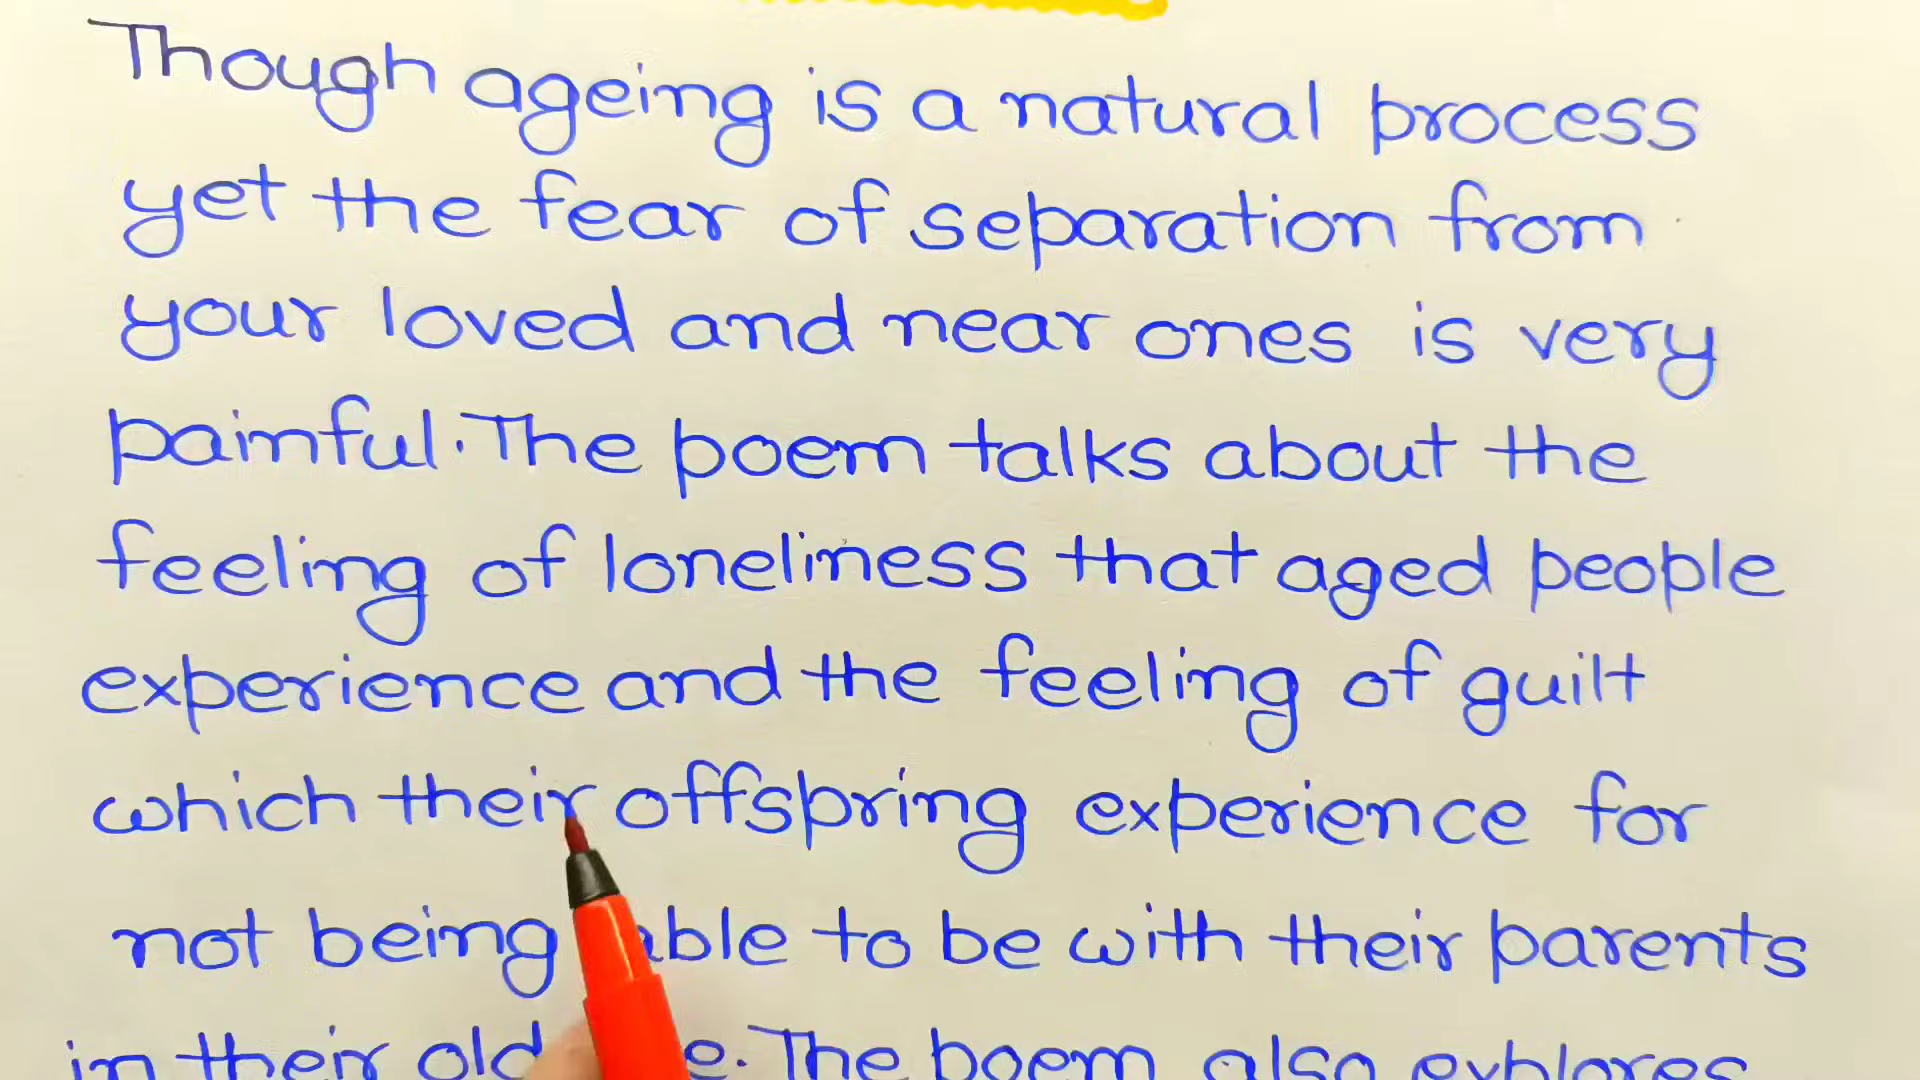 Though ageing is a natural process
yet the fear of separation from
your loved and near ones is very
painful. The poem talks about the
feeling of loneliness that aged people
experience and the feeling of guilt
which their offspring experience for
not being able to be with their parents
in their old The poem also explores